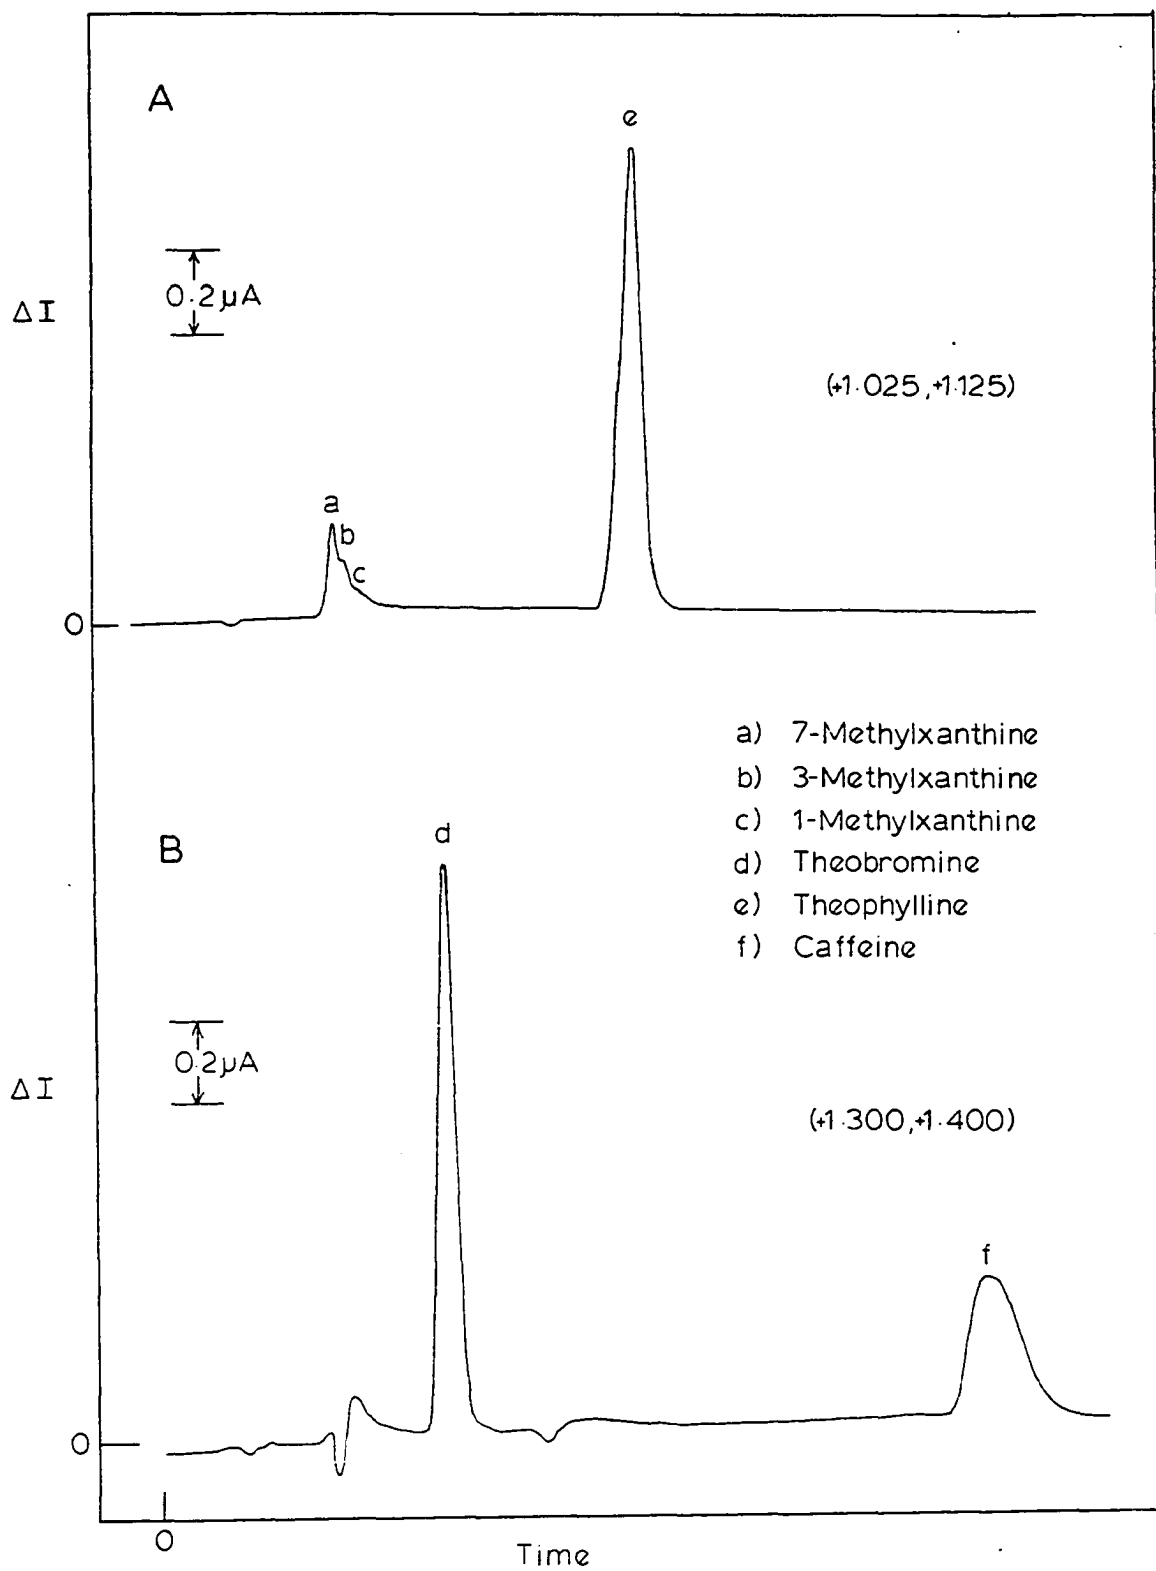 A
e
0.2µA
ΔI
(+1.025,+1.125)
a
b
c
0
a) 7-Methylxanthine
b) 3-Methylxanthine
c) 1-Methylxanthine
d) Theobromine
e) Theophylline
f) Caffeine
B
d
0.2µA
ΔI
(+1.300,+1.400)
f
0
0
Time